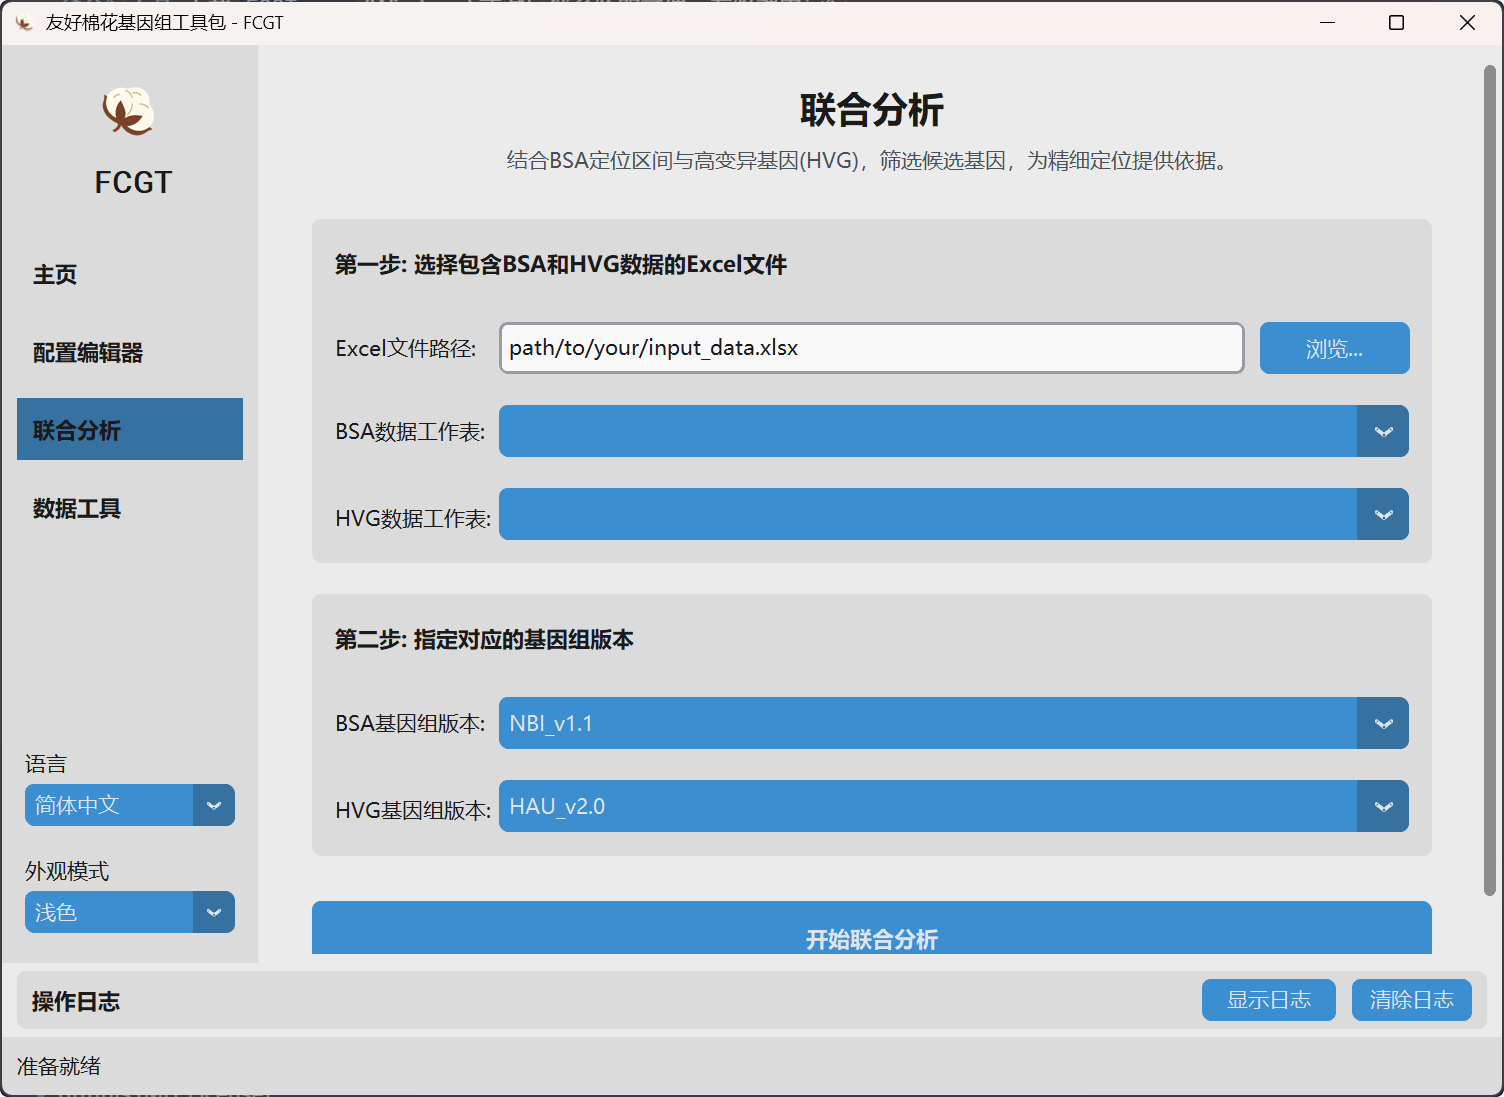 友好棉花基因组工具包 - FCGT
FCGT
主页
配置编辑器
联合分析
数据工具
语言
简体中文
外观模式
浅色
联合分析
结合BSA定位区间与高变异基因(HVG)，筛选候选基因，为精细定位提供依据。
第一步: 选择包含BSA和HVG数据的Excel文件
Excel文件路径:
path/to/your/input_data.xlsx
浏览...
BSA数据工作表:
HVG数据工作表:
第二步: 指定对应的基因组版本
BSA基因组版本:
NBI_v1.1
HVG基因组版本:
HAU_v2.0
开始联合分析
操作日志
显示日志
清除日志
准备就绪